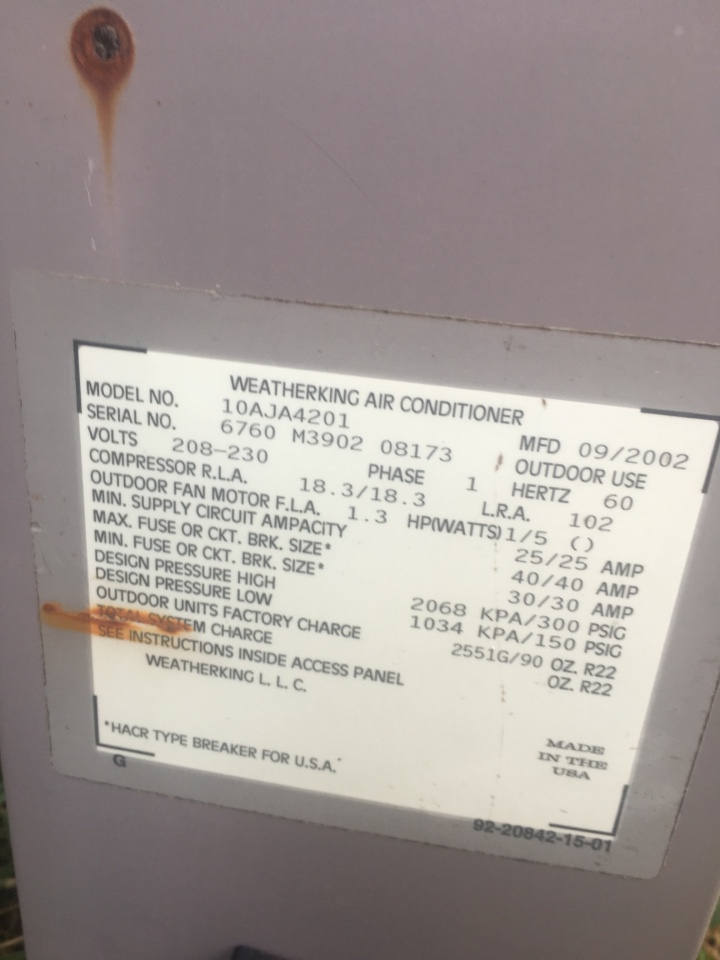 WEATHERKING AIR CONDITIONER
MODEL NO. 10AJA4201 MFD 09/2002
SERIAL NO. 6760 M3902 08173 OUTDOOR USE
VOLTS 208-230 PHASE 1 HERTZ 60
COMPRESSOR R.L.A. 18.3/18.3 L.R.A. 102
OUTDOOR FAN MOTOR F.L.A. 1.3 HP(WATTS) 1/5 ()
MIN. SUPPLY CIRCUIT AMPACITY 25/25 AMP
MAX. FUSE OR CKT. BRK. SIZE* 40/40 AMP
MIN. FUSE OR CKT. BRK. SIZE* 30/30 AMP
DESIGN PRESSURE HIGH 2068 KPA/300 PSIG
DESIGN PRESSURE LOW 1034 KPA/150 PSIG
OUTDOOR UNITS FACTORY CHARGE 2551G/90 OZ. R22
TOTAL SYSTEM CHARGE OZ. R22
SEE INSTRUCTIONS INSIDE ACCESS PANEL
WEATHERKING L. L. C.
*HACR TYPE BREAKER FOR U.S.A.
MADE
IN THE
USA
G
92-20842-15-01